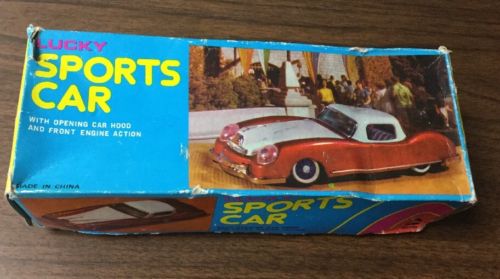 LUCKY
SPORTS
CAR
WITH OPENING CAR HOOD
AND FRONT ENGINE ACTION
MADE IN CHINA
SPORTS
CAR